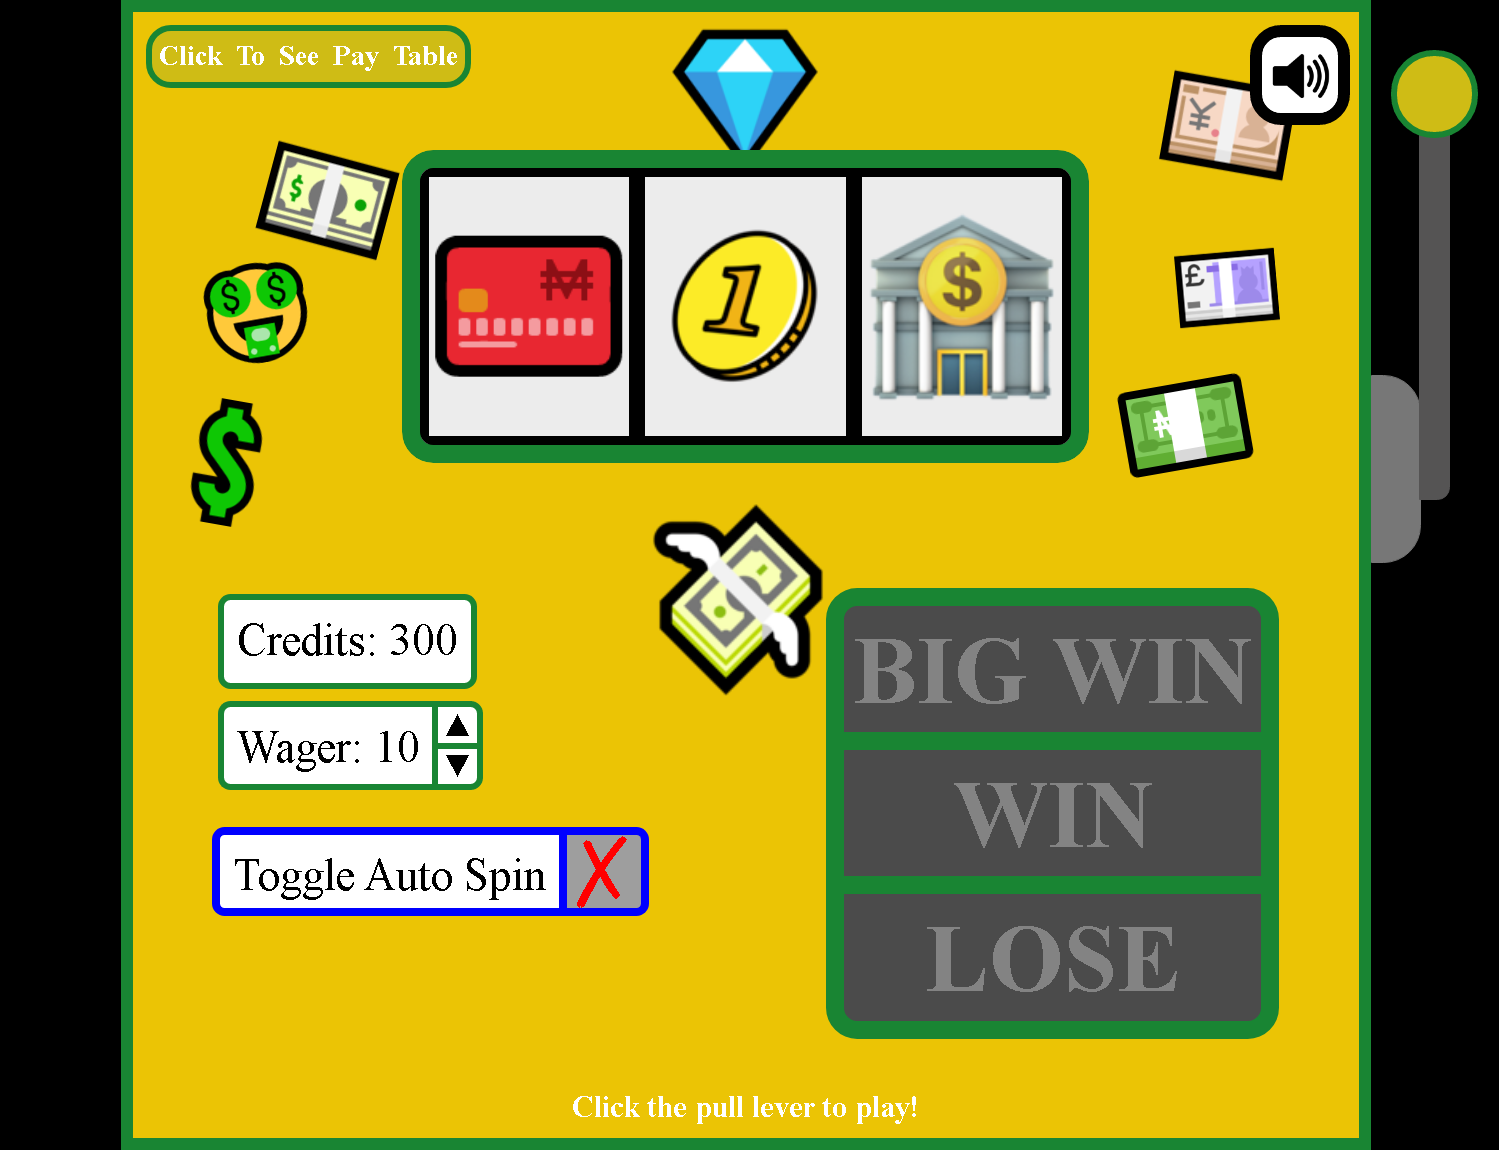 Click To See Pay Table
¥
$
$ $
£
$
1
$
Credits: 300
Wager: 10
▲
▼
Toggle Auto Spin X
BIG WIN
WIN
LOSE
Click the pull lever to play!